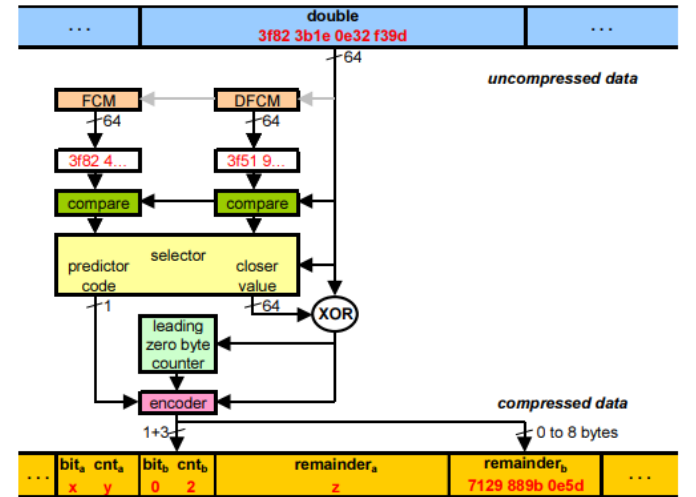 double
. . .
3f82 3b1e 0e32 f39d
. . .
64
uncompressed data
FCM
DFCM
64
64
3f82 4...
3f51 9...
compare
compare
selector
predictor
code
closer
value
1
64
XOR
leading
zero byte
counter
encoder
compressed data
1+3
0 to 8 bytes
. . .
bita cnta
bitb cntb
remaindera
remainderb
. . .
x y
0 2
z
7129 889b 0e5d